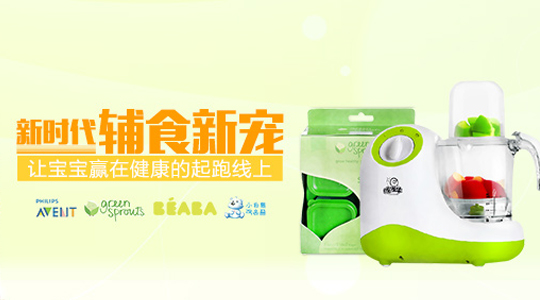 新时代辅食新宠
让宝宝赢在健康的起跑线上
PHILIPS
AVENT
green
sprouts
BÉABA
小白熊